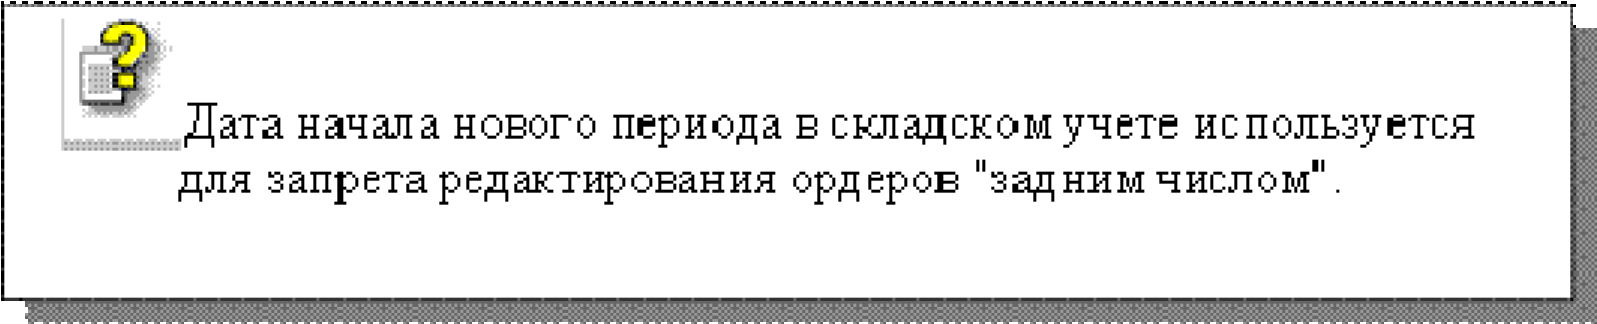 Дата начала нового периода в складском учете используется
для запрета редактирования ордеров "задним числом".